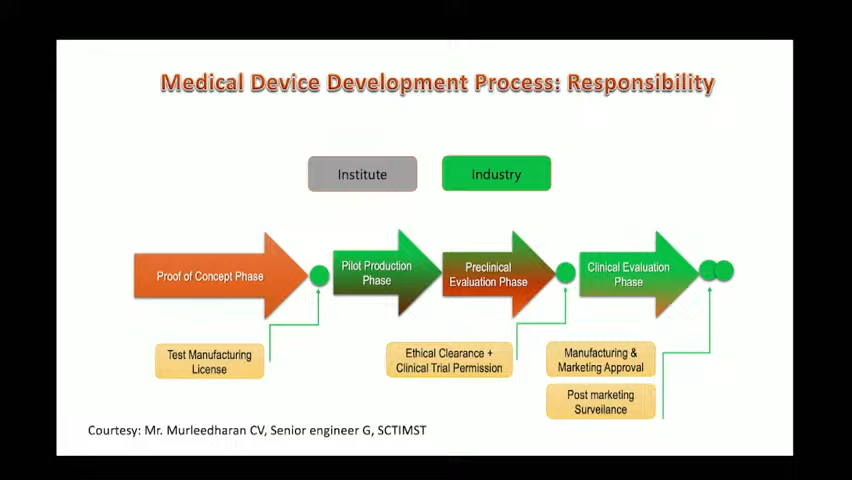 Medical Device Development Process: Responsibility
Institute
Industry
Proof of Concept Phase
Pilot Production
Phase
Preclinical
Evaluation Phase
Clinical Evaluation
Phase
Test Manufacturing
License
Ethical Clearance +
Clinical Trial Permission
Manufacturing &
Marketing Approval
Post marketing
Surveilance
Courtesy: Mr. Murleedharan CV, Senior engineer G, SCTIMST